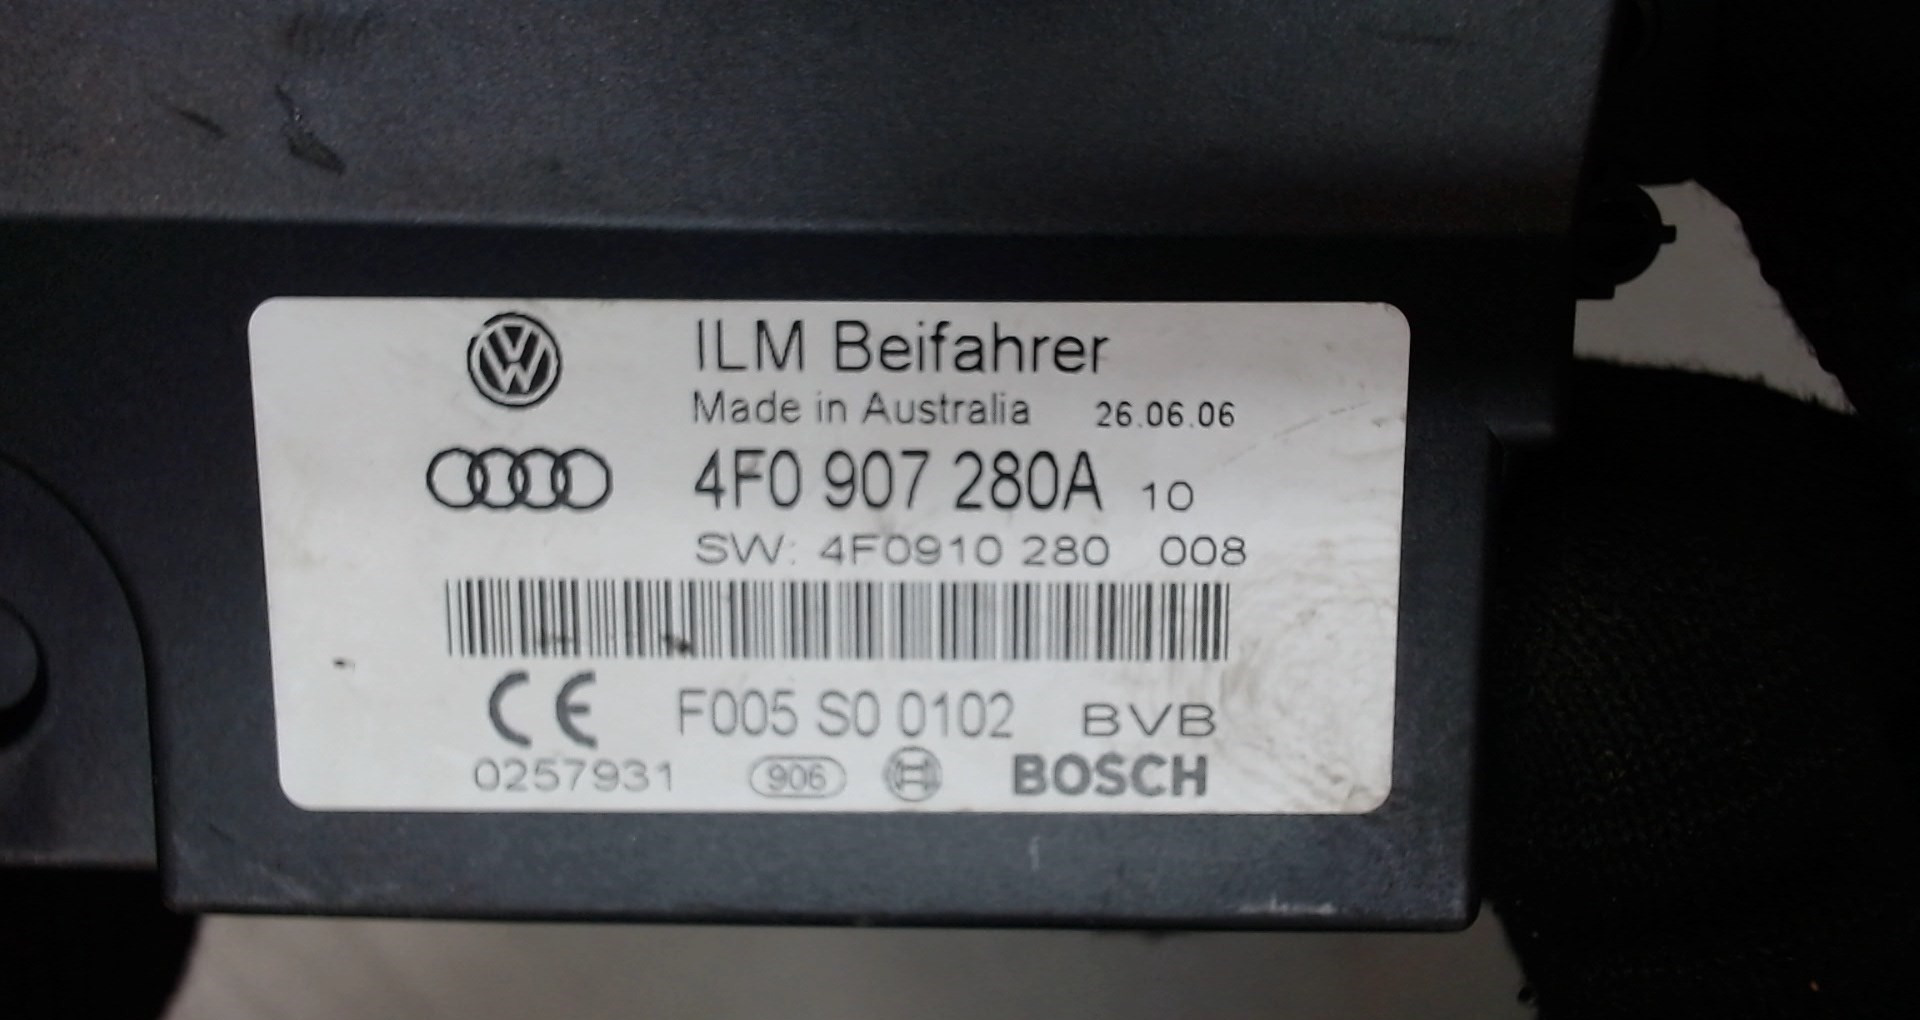 ILM Beifahrer
Made in Australia 26.06.06
4F0 907 280A 10
SW: 4F0910 280 008
F005 S0 0102 BVB
0257931 906 BOSCH